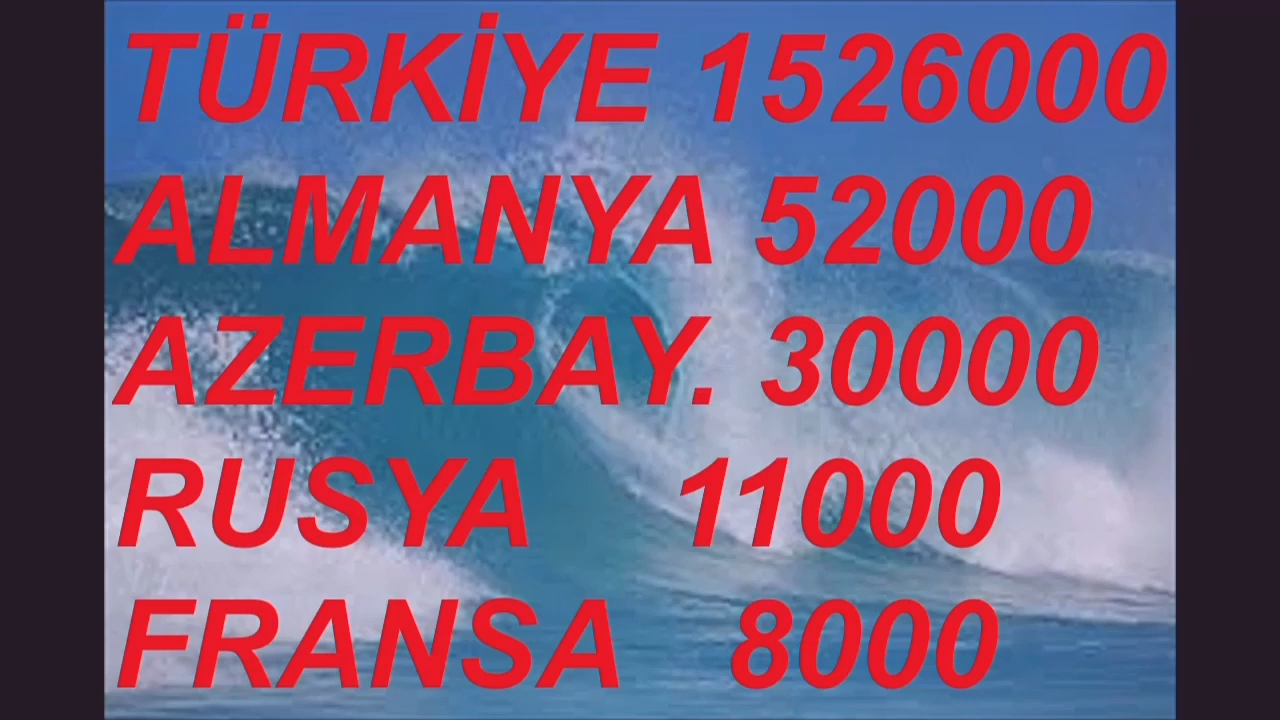 TÜRKİYE 1526000
ALMANYA 52000
AZERBAY. 30000
RUSYA 11000
FRANSA 8000